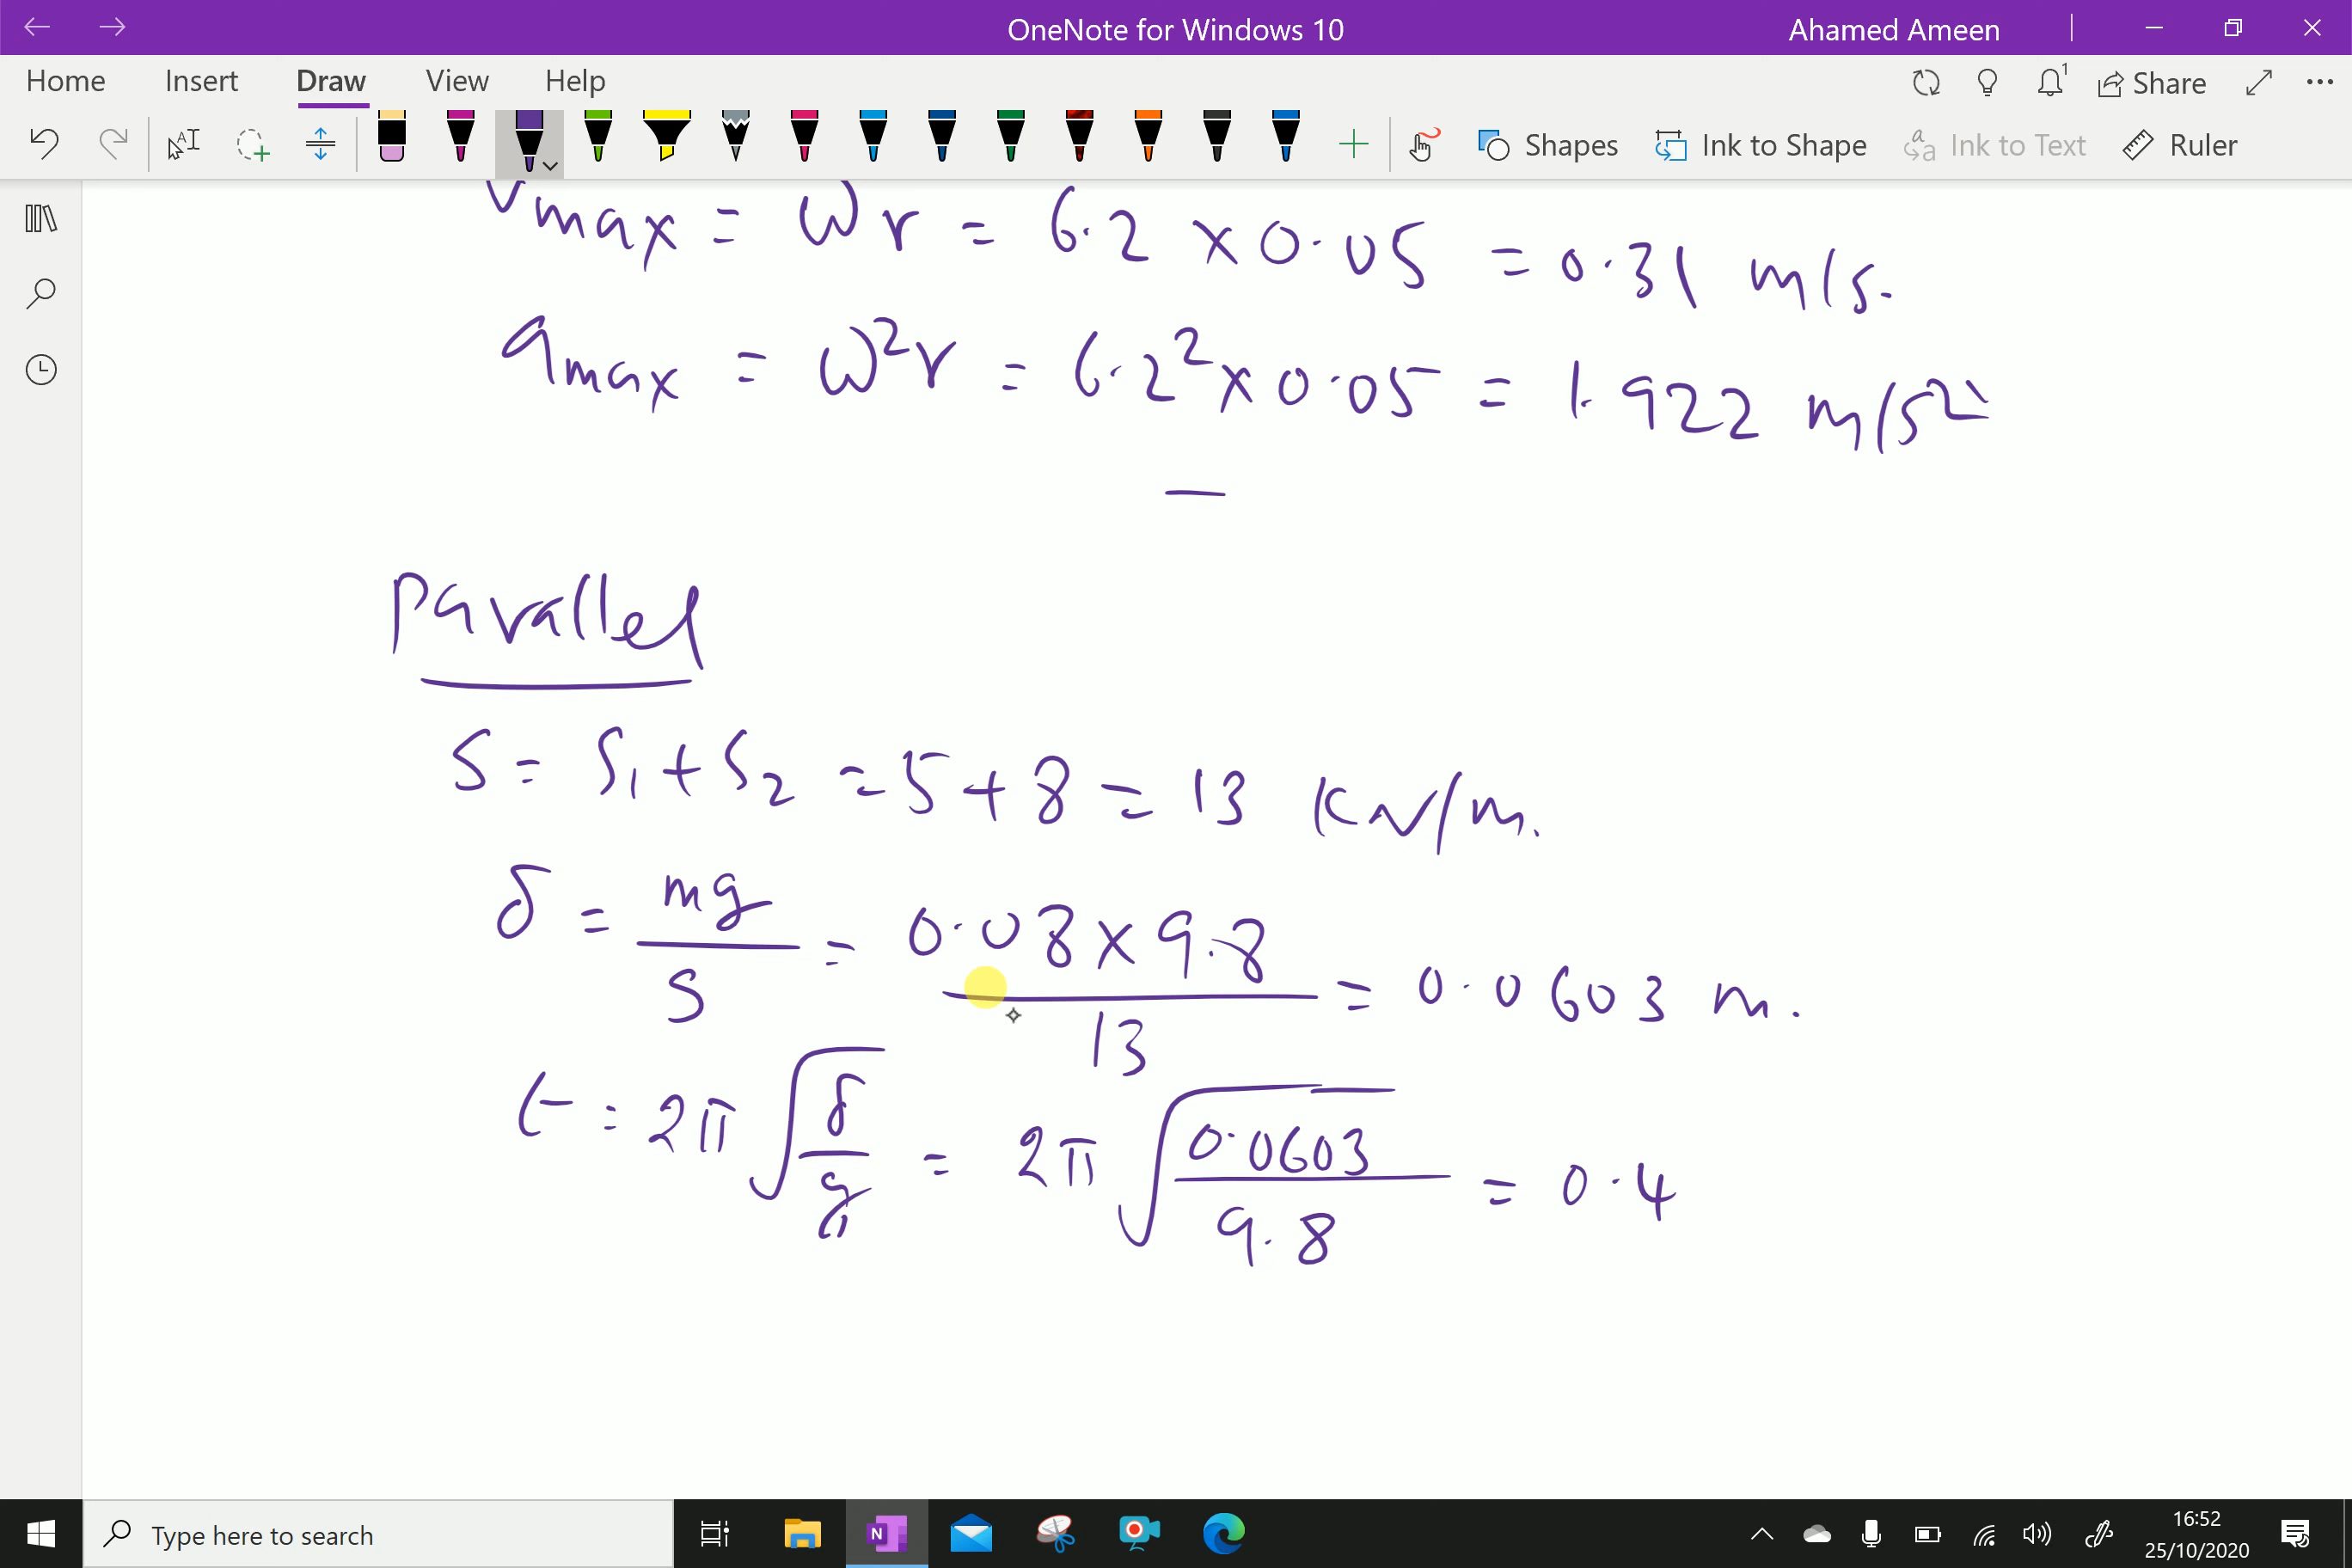 OneNote for Windows 10
Ahamed Ameen
Home Insert Draw View Help
1
Share
Shapes Ink to Shape Ink to Text Ruler
Vmax = ωr = 6.2 × 0.05 = 0.31 m/s.
amax = ω²r = 6.2² × 0.05 = 1.922 m/s²
Parallel
S = S₁ + S₂ = 5 + 8 = 13 KN/m.
δ = mg/S = 0.08 × 9.8/13 = 0.0603 m.
t = 2π √(δ/g) = 2π √(0.0603/9.8) = 0.4
Type here to search
16:52
25/10/2020